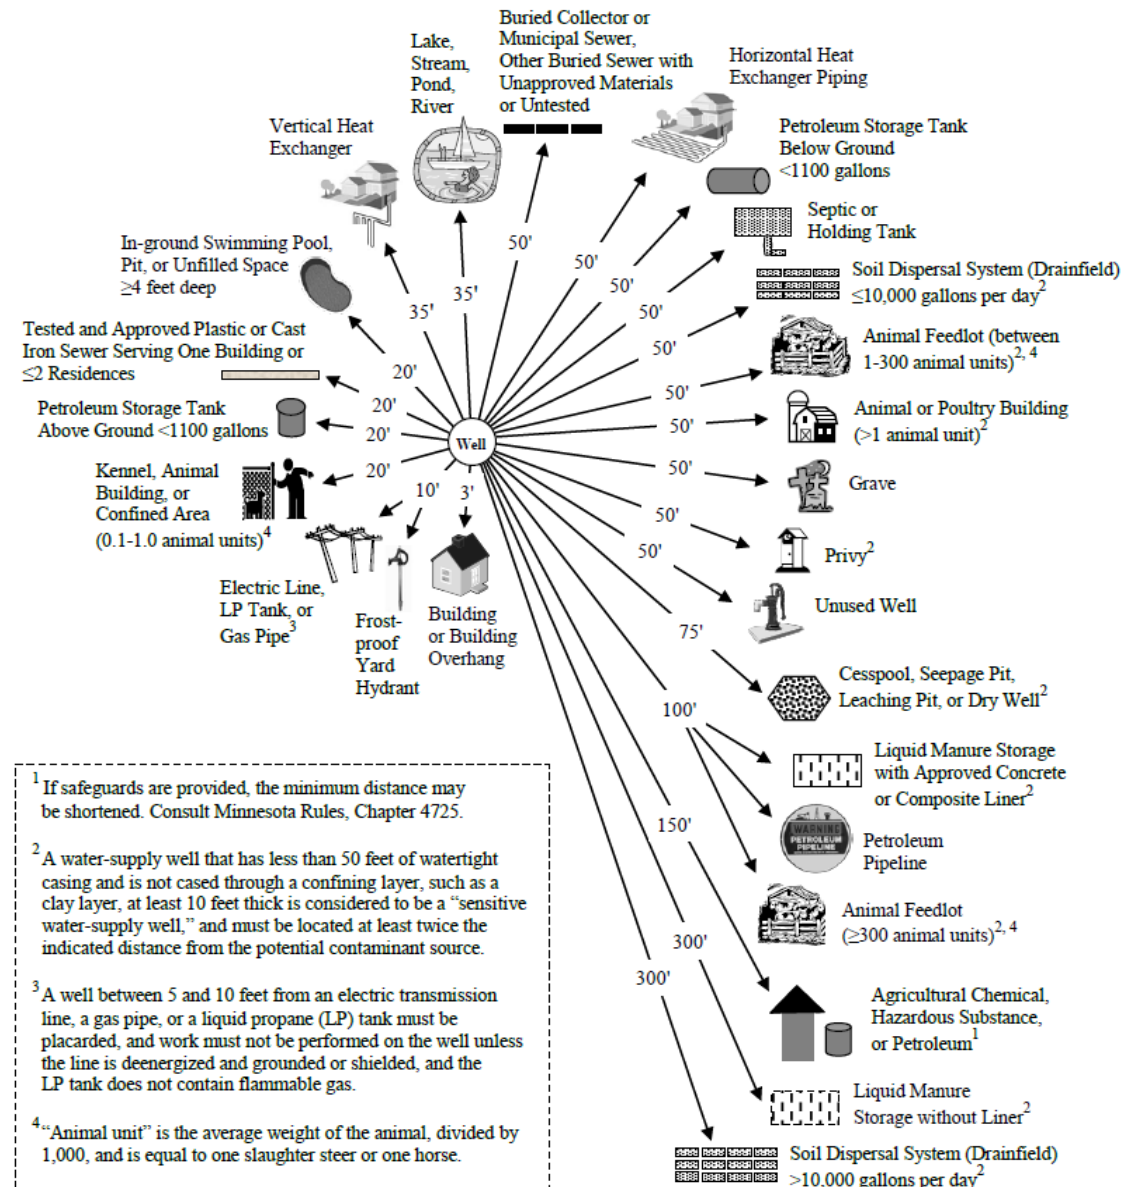 Buried Collector or
Municipal Sewer,
Other Buried Sewer with
Unapproved Materials
or Untested
Lake,
Stream,
Pond,
River
Horizontal Heat
Exchanger Piping
Vertical Heat
Exchanger
Petroleum Storage Tank
Below Ground
<1100 gallons
Septic or
Holding Tank
In-ground Swimming Pool,
Pit, or Unfilled Space
≥4 feet deep
Soil Dispersal System (Drainfield)
≤10,000 gallons per day2
Tested and Approved Plastic or Cast
Iron Sewer Serving One Building or
≤2 Residences
Animal Feedlot (between
1-300 animal units)2, 4
Petroleum Storage Tank
Above Ground <1100 gallons
Animal or Poultry Building
(>1 animal unit)2
Kennel, Animal
Building, or
Confined Area
(0.1-1.0 animal units)4
Grave
Privy2
Electric Line,
LP Tank, or
Gas Pipe3
Frost-
proof
Yard
Hydrant
Building
or Building
Overhang
Unused Well
Well
35'
35'
50'
50'
50'
50'
50'
50'
50'
50'
50'
50'
20'
20'
20'
20'
10'
3'
75'
100'
150'
300'
300'
Cesspool, Seepage Pit,
Leaching Pit, or Dry Well2
Liquid Manure Storage
with Approved Concrete
or Composite Liner2
WARNING
PETROLEUM
PIPELINE
Petroleum
Pipeline
Animal Feedlot
(≥300 animal units)2, 4
Agricultural Chemical,
Hazardous Substance,
or Petroleum1
Liquid Manure
Storage without Liner2
Soil Dispersal System (Drainfield)
>10,000 gallons per day2
1 If safeguards are provided, the minimum distance may
be shortened. Consult Minnesota Rules, Chapter 4725.
2 A water-supply well that has less than 50 feet of watertight
casing and is not cased through a confining layer, such as a
clay layer, at least 10 feet thick is considered to be a “sensitive
water-supply well,” and must be located at least twice the
indicated distance from the potential contaminant source.
3 A well between 5 and 10 feet from an electric transmission
line, a gas pipe, or a liquid propane (LP) tank must be
placarded, and work must not be performed on the well unless
the line is deenergized and grounded or shielded, and the
LP tank does not contain flammable gas.
4 “Animal unit” is the average weight of the animal, divided by
1,000, and is equal to one slaughter steer or one horse.